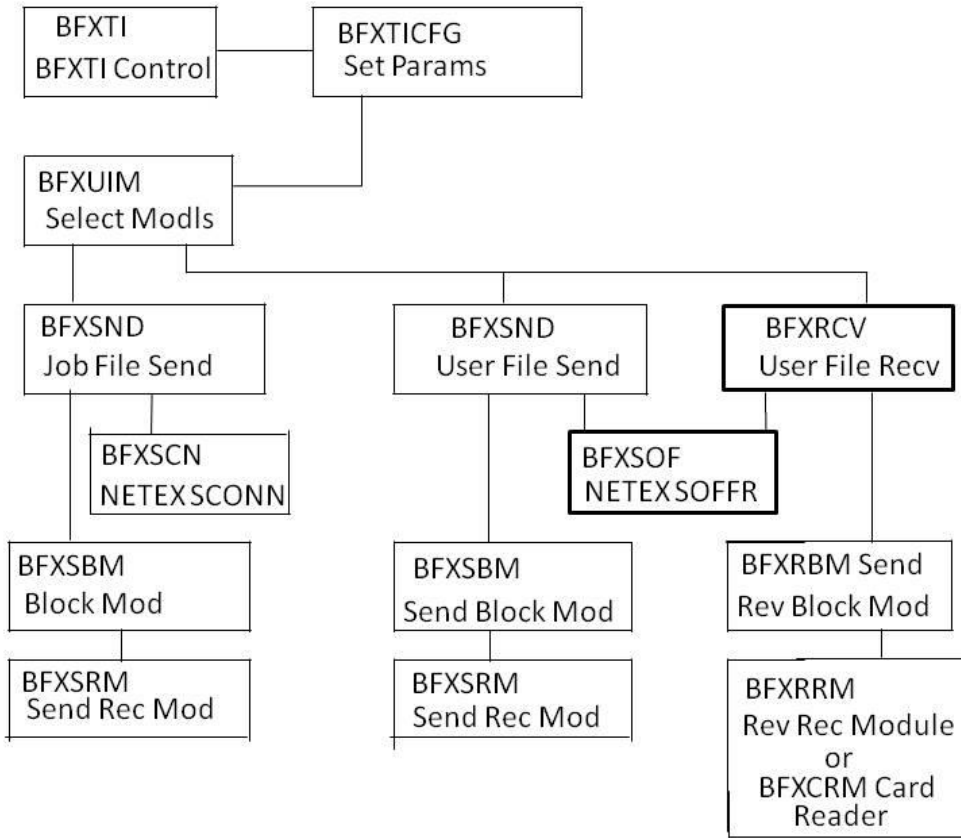 BFXTI
BFXTI Control
BFXTICFG
Set Params
BFXUIM
Select Modls
BFXSND
Job File Send
BFXSND
User File Send
BFXRCV
User File Recv
BFXSCN
NETEX SCONN
BFXSOF
NETEX SOFFR
BFXSBM
Block Mod
BFXSBM
Send Block Mod
BFXRBM Send
Rev Block Mod
BFXSRM
Send Rec Mod
BFXSRM
Send Rec Mod
BFXRRM
Rev Rec Module
or
BFXCRM Card
Reader